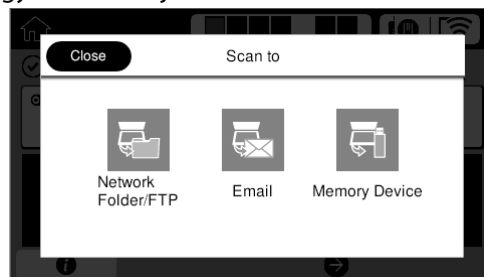 Close
Scan to
Network
Folder/FTP
Email
Memory Device